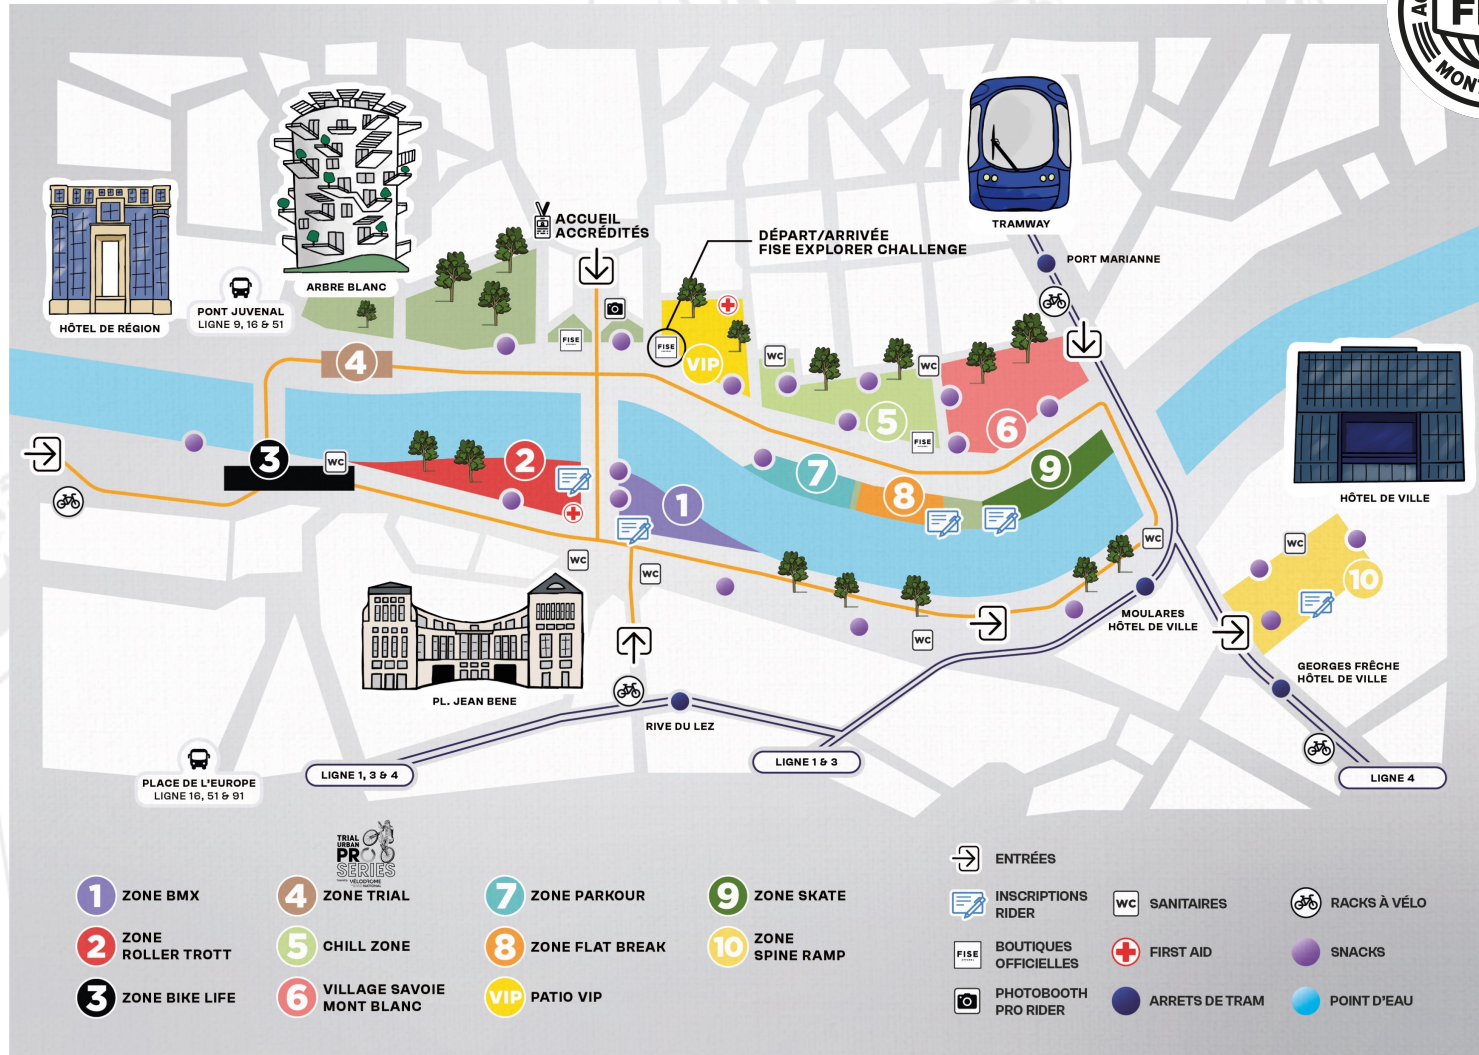 FI
MONT
TRAMWAY
ACCUEIL
ACCRÉDITÉS
DÉPART/ARRIVÉE
FISE EXPLORER CHALLENGE
PORT MARIANNE
ARBRE BLANC
PONT JUVENAL
LIGNE 9, 16 & 51
HÔTEL DE RÉGION
FISE
FISE
VIP
WC
WC
4
5
FISE
6
3
WC
2
7
9
8
1
HÔTEL DE VILLE
WC
WC
WC
WC
10
MOULARES
HÔTEL DE VILLE
WC
GEORGES FRÊCHE
HÔTEL DE VILLE
PL. JEAN BENE
RIVE DU LEZ
LIGNE 1, 3 & 4
LIGNE 1 & 3
LIGNE 4
PLACE DE L'EUROPE
LIGNE 16, 51 & 91
TRIAL
URBAN
PRO
SERIES
VÉLODROME
NATIONAL
1 ZONE BMX
2 ZONE
ROLLER TROTT
3 ZONE BIKE LIFE
4 ZONE TRIAL
5 CHILL ZONE
6 VILLAGE SAVOIE
MONT BLANC
7 ZONE PARKOUR
8 ZONE FLAT BREAK
VIP PATIO VIP
9 ZONE SKATE
10 ZONE
SPINE RAMP
ENTRÉES
INSCRIPTIONS
RIDER
FISE BOUTIQUES
OFFICIELLES
PHOTOBOOTH
PRO RIDER
WC SANITAIRES
FIRST AID
ARRETS DE TRAM
RACKS À VÉLO
SNACKS
POINT D'EAU